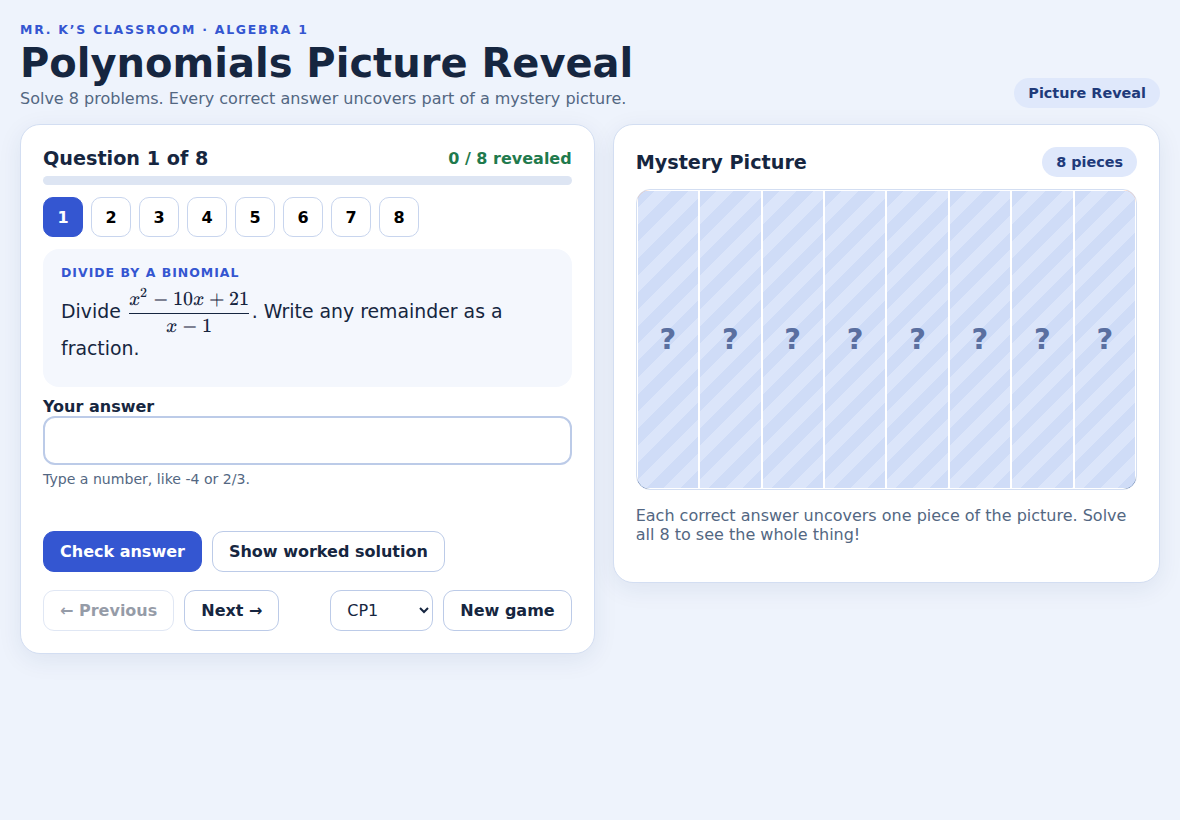 MR. K’S CLASSROOM · ALGEBRA 1
Polynomials Picture Reveal
Solve 8 problems. Every correct answer uncovers part of a mystery picture.
Picture Reveal
Question 1 of 8
0 / 8 revealed
1 2 3 4 5 6 7 8
DIVIDE BY A BINOMIAL
Divide \frac{x^2 - 10x + 21}{x - 1}. Write any remainder as a
fraction.
Your answer
Type a number, like -4 or 2/3.
Check answer
Show worked solution
← Previous
Next →
CP1
New game
Mystery Picture
8 pieces
? ? ? ? ? ? ? ?
Each correct answer uncovers one piece of the picture. Solve
all 8 to see the whole thing!